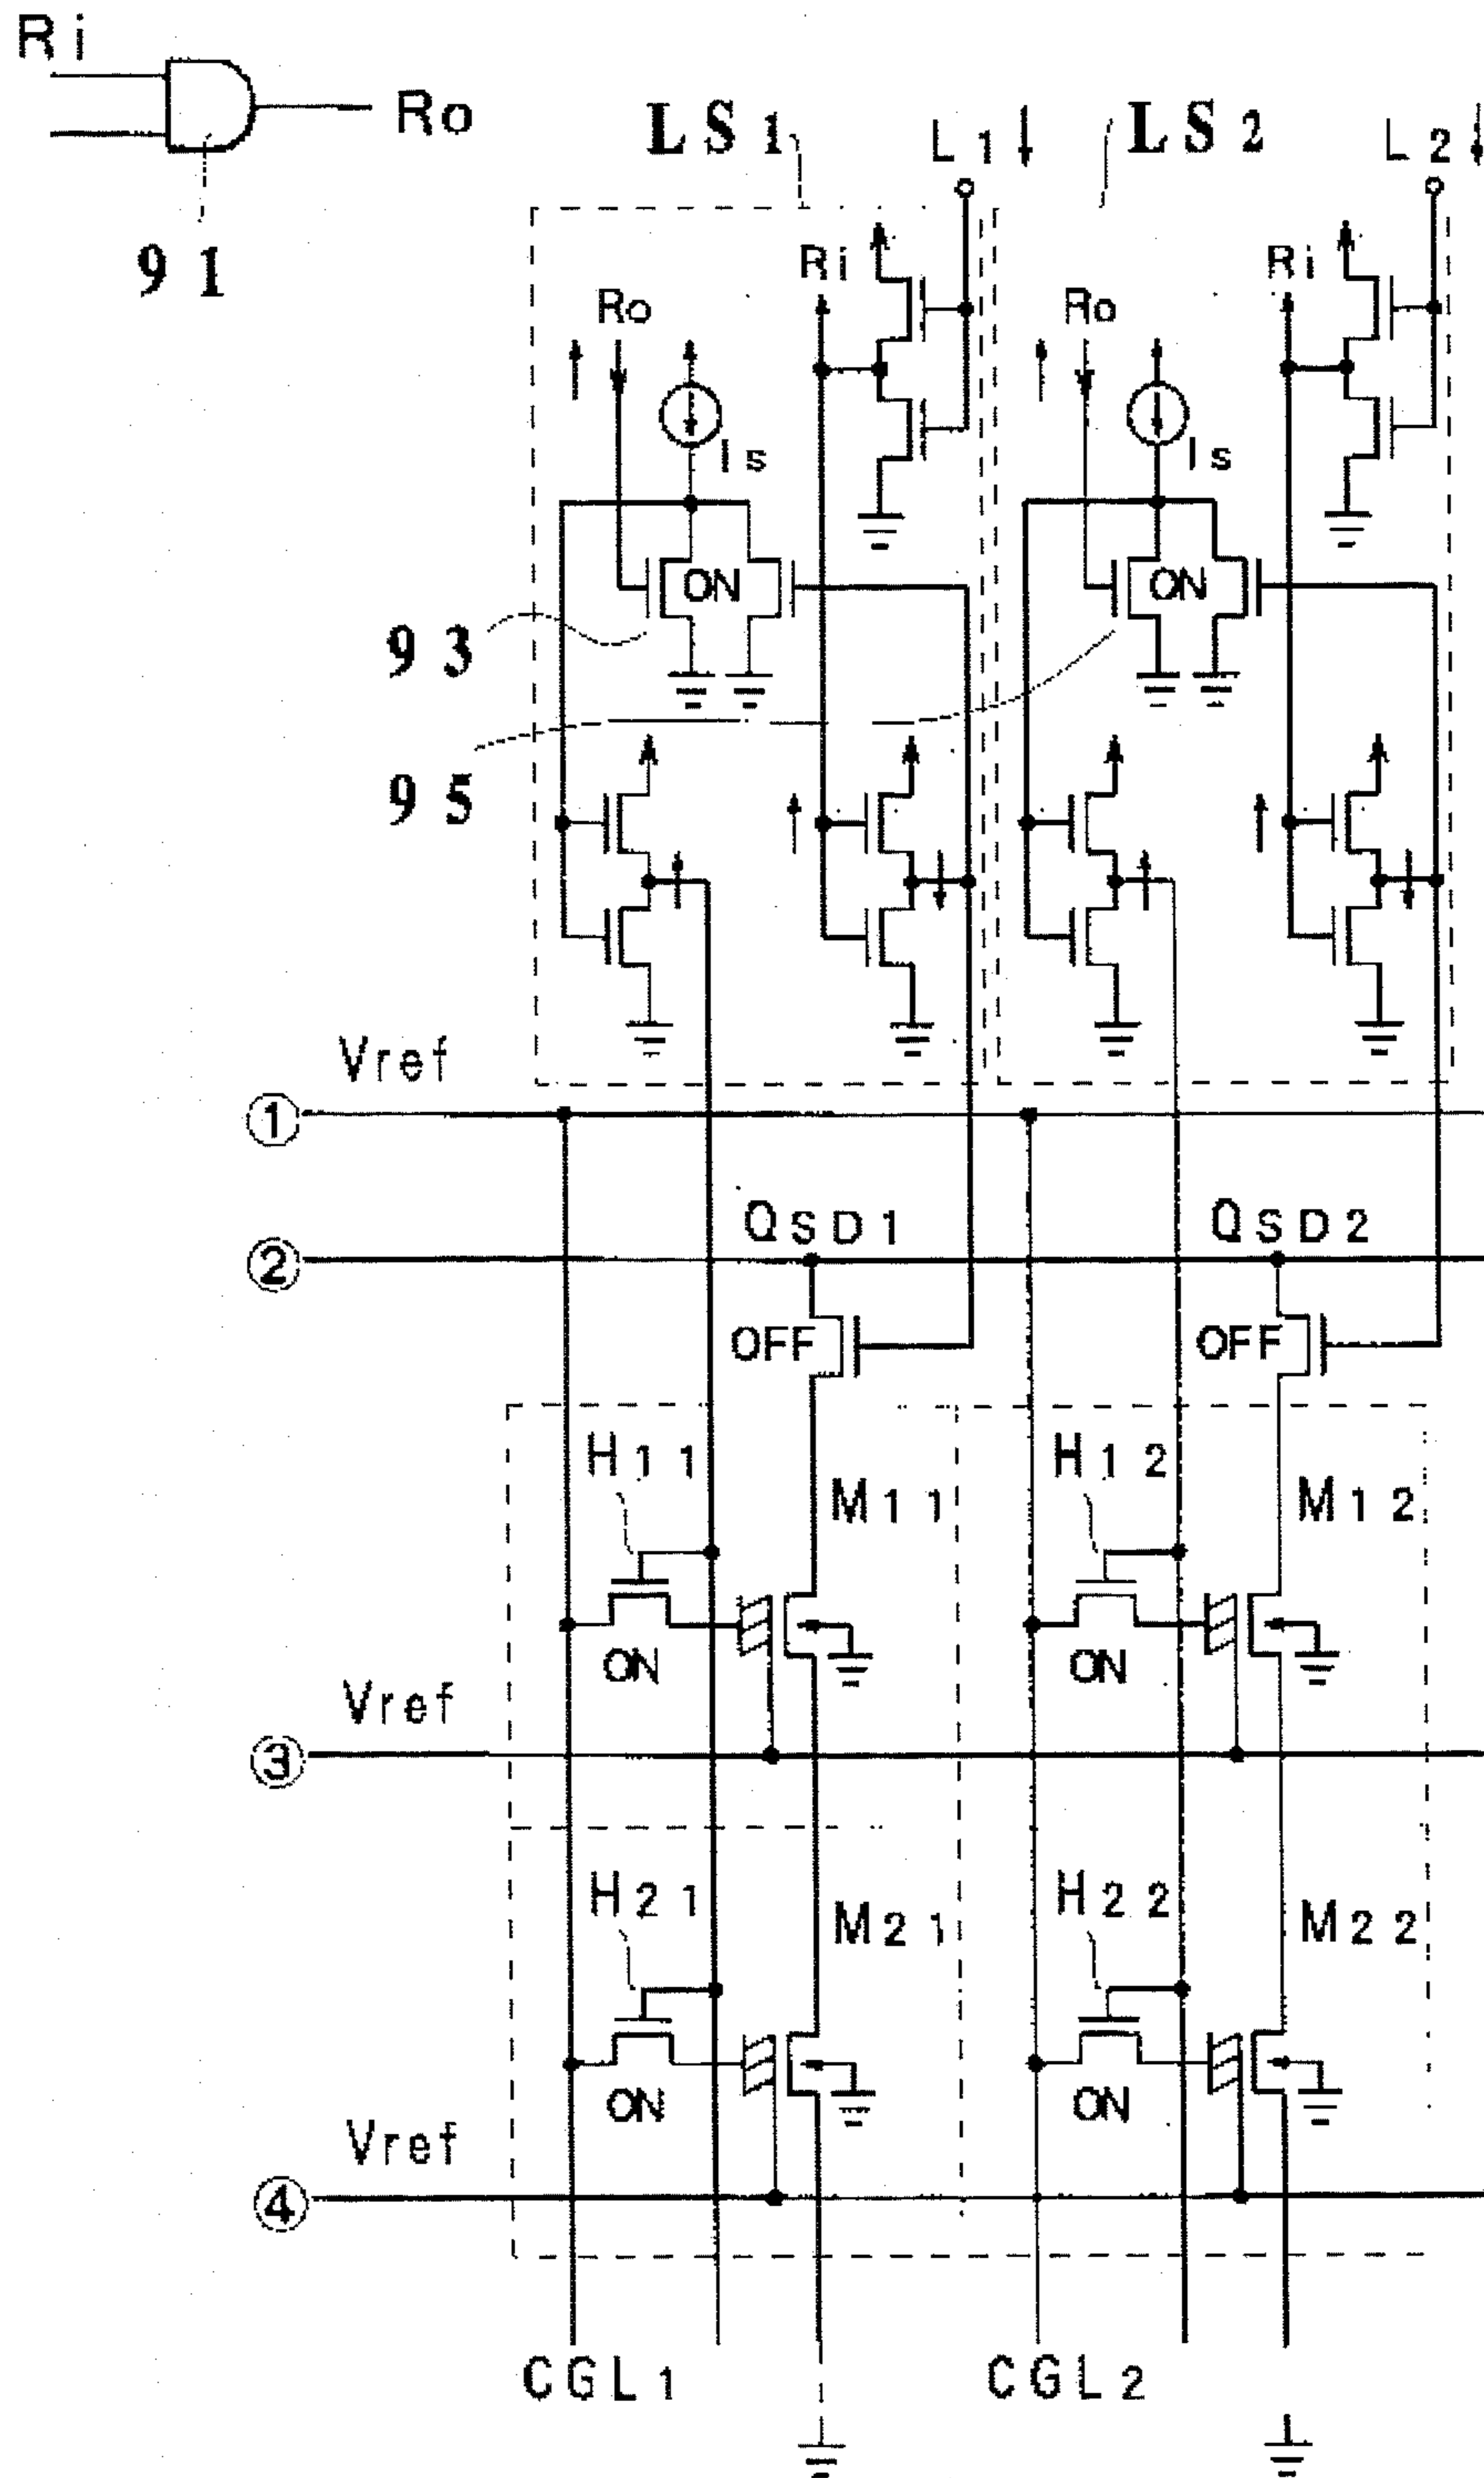 Ri
Ro
91
LS1
L1
LS2
L2
Ro
Ri
Is
ON
Ro
Ri
Is
ON
93
95
Vref
①
QSD1
QSD2
②
OFF
OFF
H11
M11
H12
M12
ON
ON
Vref
③
H21
M21
H22
M22
ON
ON
Vref
④
CGL1
CGL2